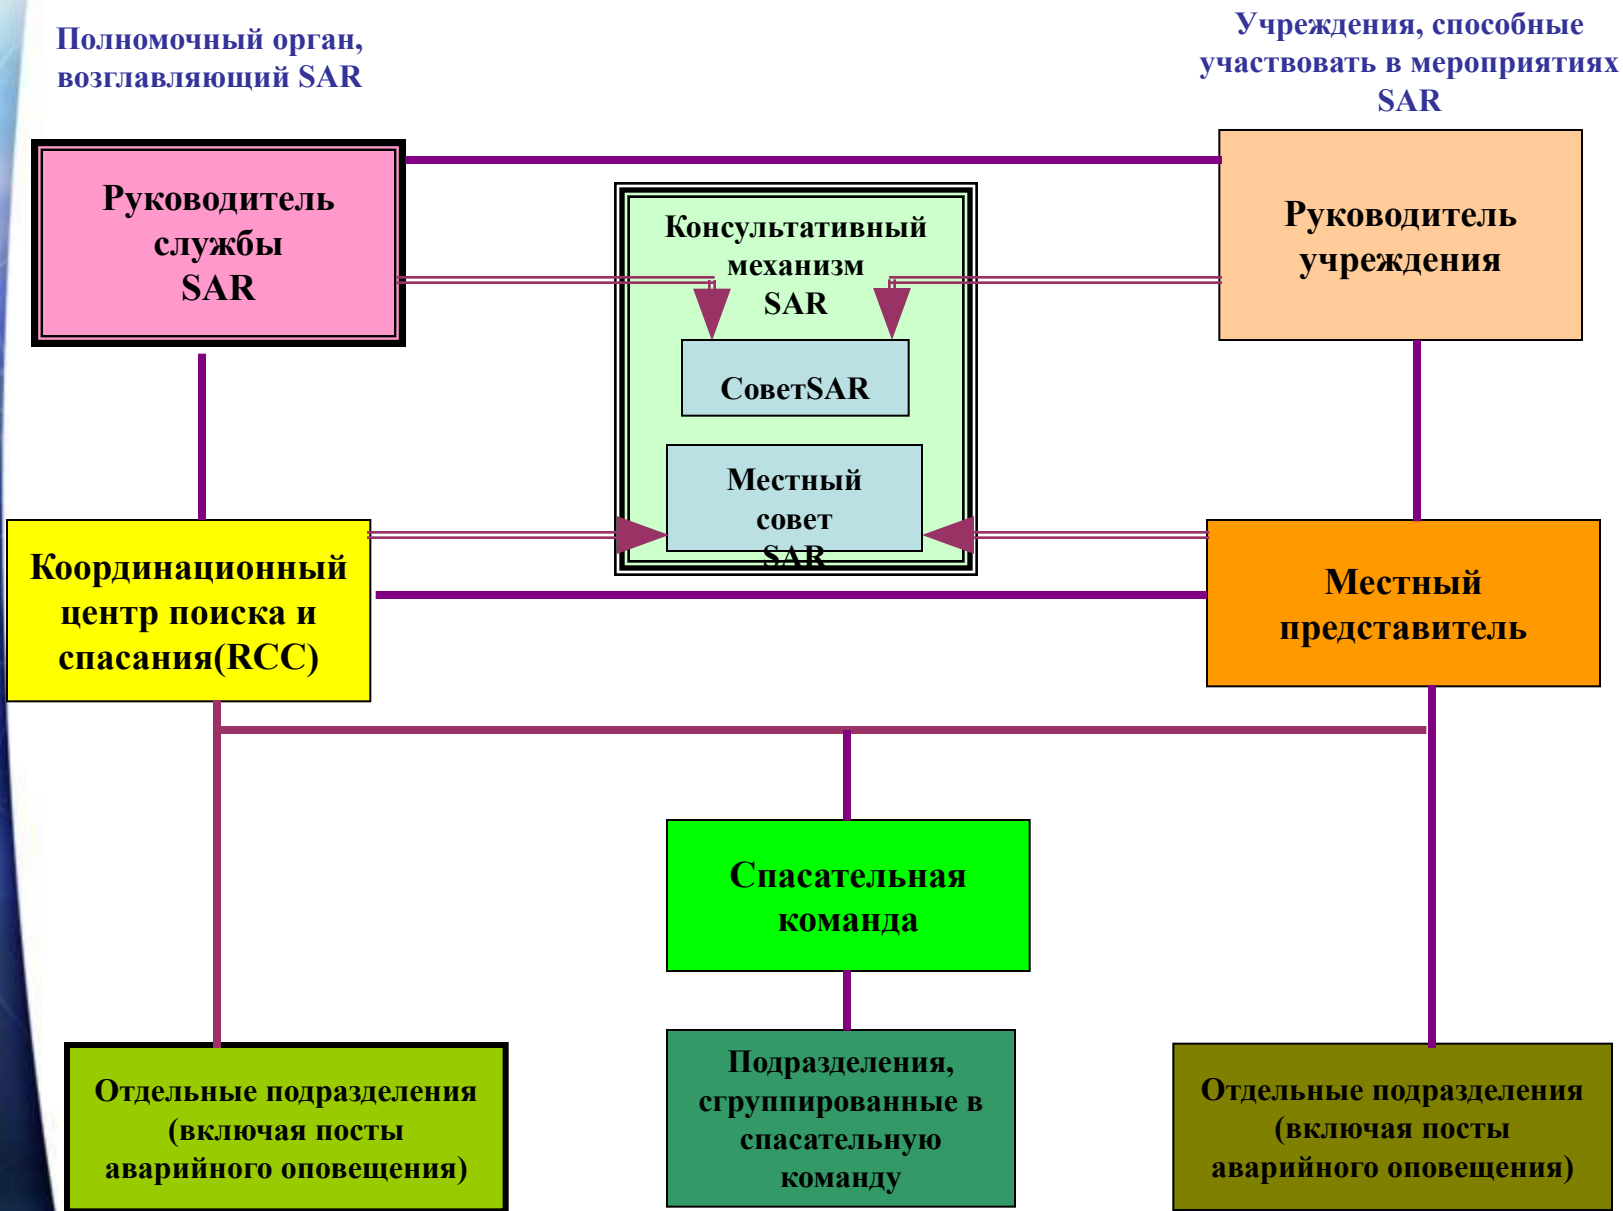 Полномочный орган,
возглавляющий SAR
Учреждения, способные
участвовать в мероприятиях
SAR
Руководитель
службы
SAR
Консультативный
механизм
SAR
Руководитель
учреждения
СоветSAR
Местный
совет
SAR
Координационный
центр поиска и
спасания(RCC)
Местный
представитель
Спасательная
команда
Отдельные подразделения
(включая посты
аварийного оповещения)
Подразделения,
сгруппированные в
спасательную
команду
Отдельные подразделения
(включая посты
аварийного оповещения)